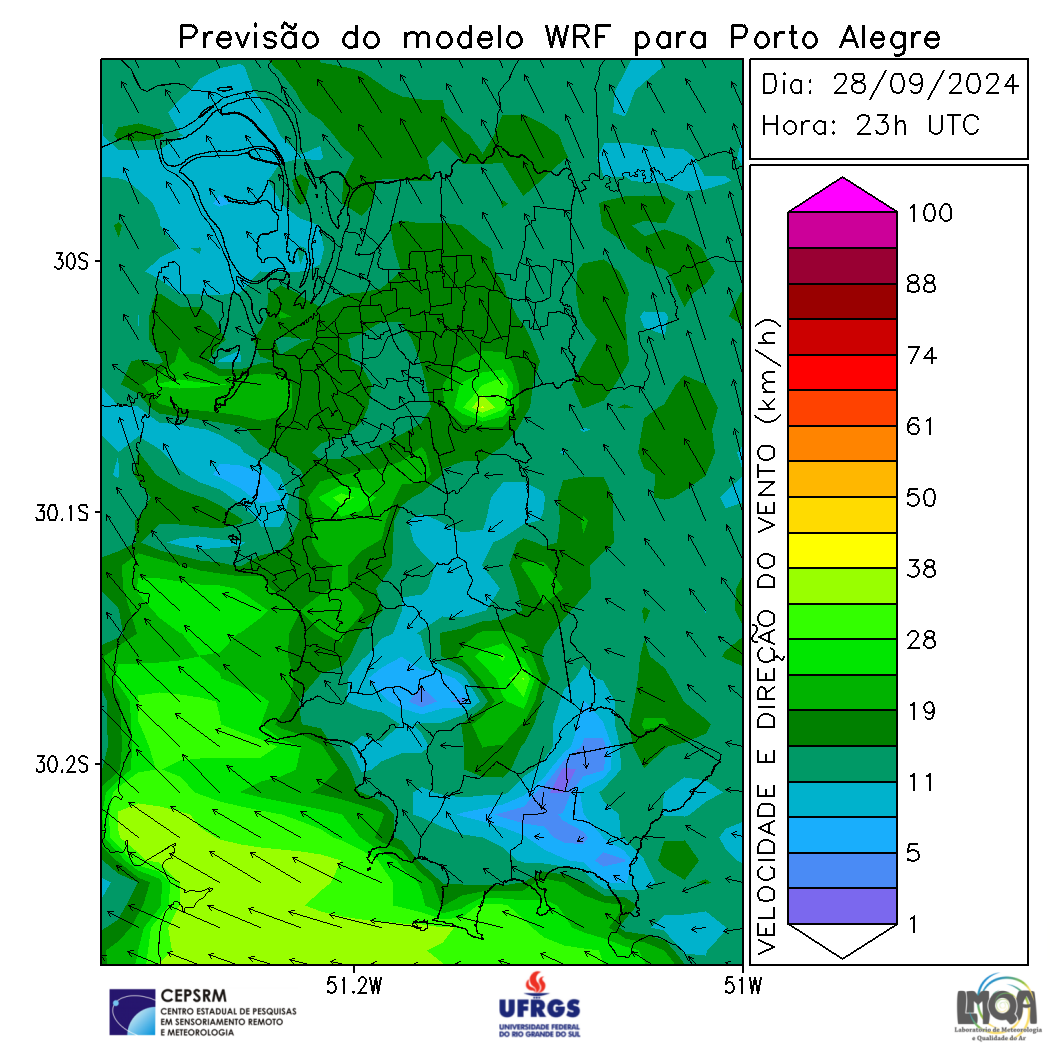 Previsão do modelo WRF para Porto Alegre
Dia: 28/09/2024
Hora: 23h UTC
30S
30.1S
30.2S
51.2W
51W
VELOCIDADE E DIREÇÃO DO VENTO (km/h)
100
88
74
61
50
38
28
19
11
5
1
CEPSRM
CENTRO ESTADUAL DE PESQUISAS
EM SENSORIAMENTO REMOTO
E METEOROLOGIA
UFRGS
UNIVERSIDADE FEDERAL
DO RIO GRANDE DO SUL
LMQA
Laboratório de Meteorologia
e Qualidade do Ar